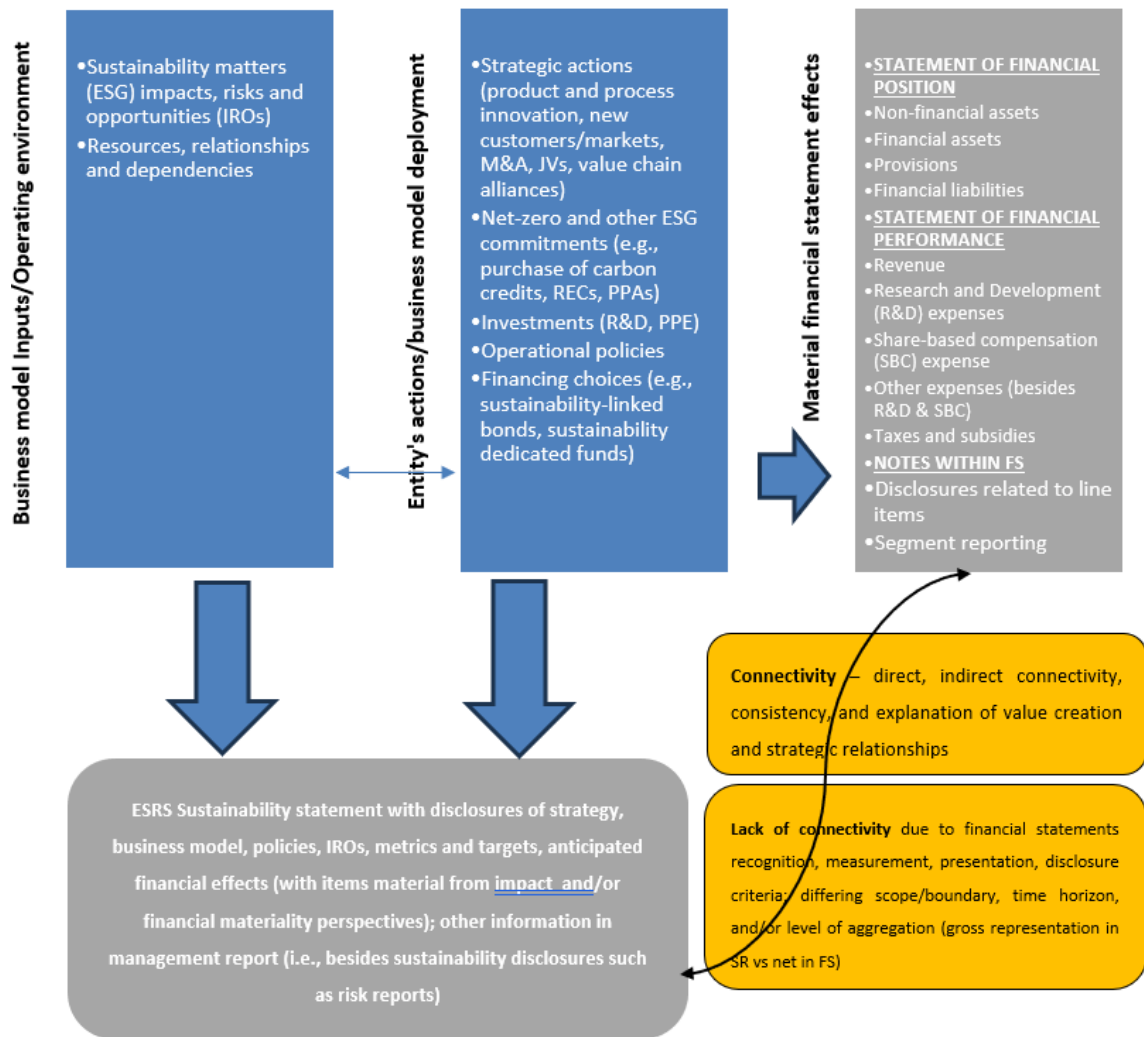 Business model Inputs/Operating environment
•Sustainability matters
(ESG) impacts, risks and
opportunities (IROs)
•Resources, relationships
and dependencies
Entity's actions/business model deployment
•Strategic actions
(product and process
innovation, new
customers/markets,
M&A, JVs, value chain
alliances)
•Net-zero and other ESG
commitments (e.g.,
purchase of carbon
credits, RECs, PPAs)
•Investments (R&D, PPE)
•Operational policies
•Financing choices (e.g.,
sustainability-linked
bonds, sustainability
dedicated funds)
Material financial statement effects
•STATEMENT OF FINANCIAL
POSITION
•Non-financial assets
•Financial assets
•Provisions
•Financial liabilities
•STATEMENT OF FINANCIAL
PERFORMANCE
•Revenue
•Research and Development
(R&D) expenses
•Share-based compensation
(SBC) expense
•Other expenses (besides
R&D & SBC)
•Taxes and subsidies
•NOTES WITHIN FS
•Disclosures related to line
items
•Segment reporting
Connectivity – direct, indirect connectivity,
consistency, and explanation of value creation
and strategic relationships
Lack of connectivity due to financial statements
recognition, measurement, presentation, disclosure
criteria; differing scope/boundary, time horizon,
and/or level of aggregation (gross representation in
SR vs net in FS)
ESRS Sustainability statement with disclosures of strategy,
business model, policies, IROs, metrics and targets, anticipated
financial effects (with items material from impact and/or
financial materiality perspectives); other information in
management report (i.e., besides sustainability disclosures such
as risk reports)